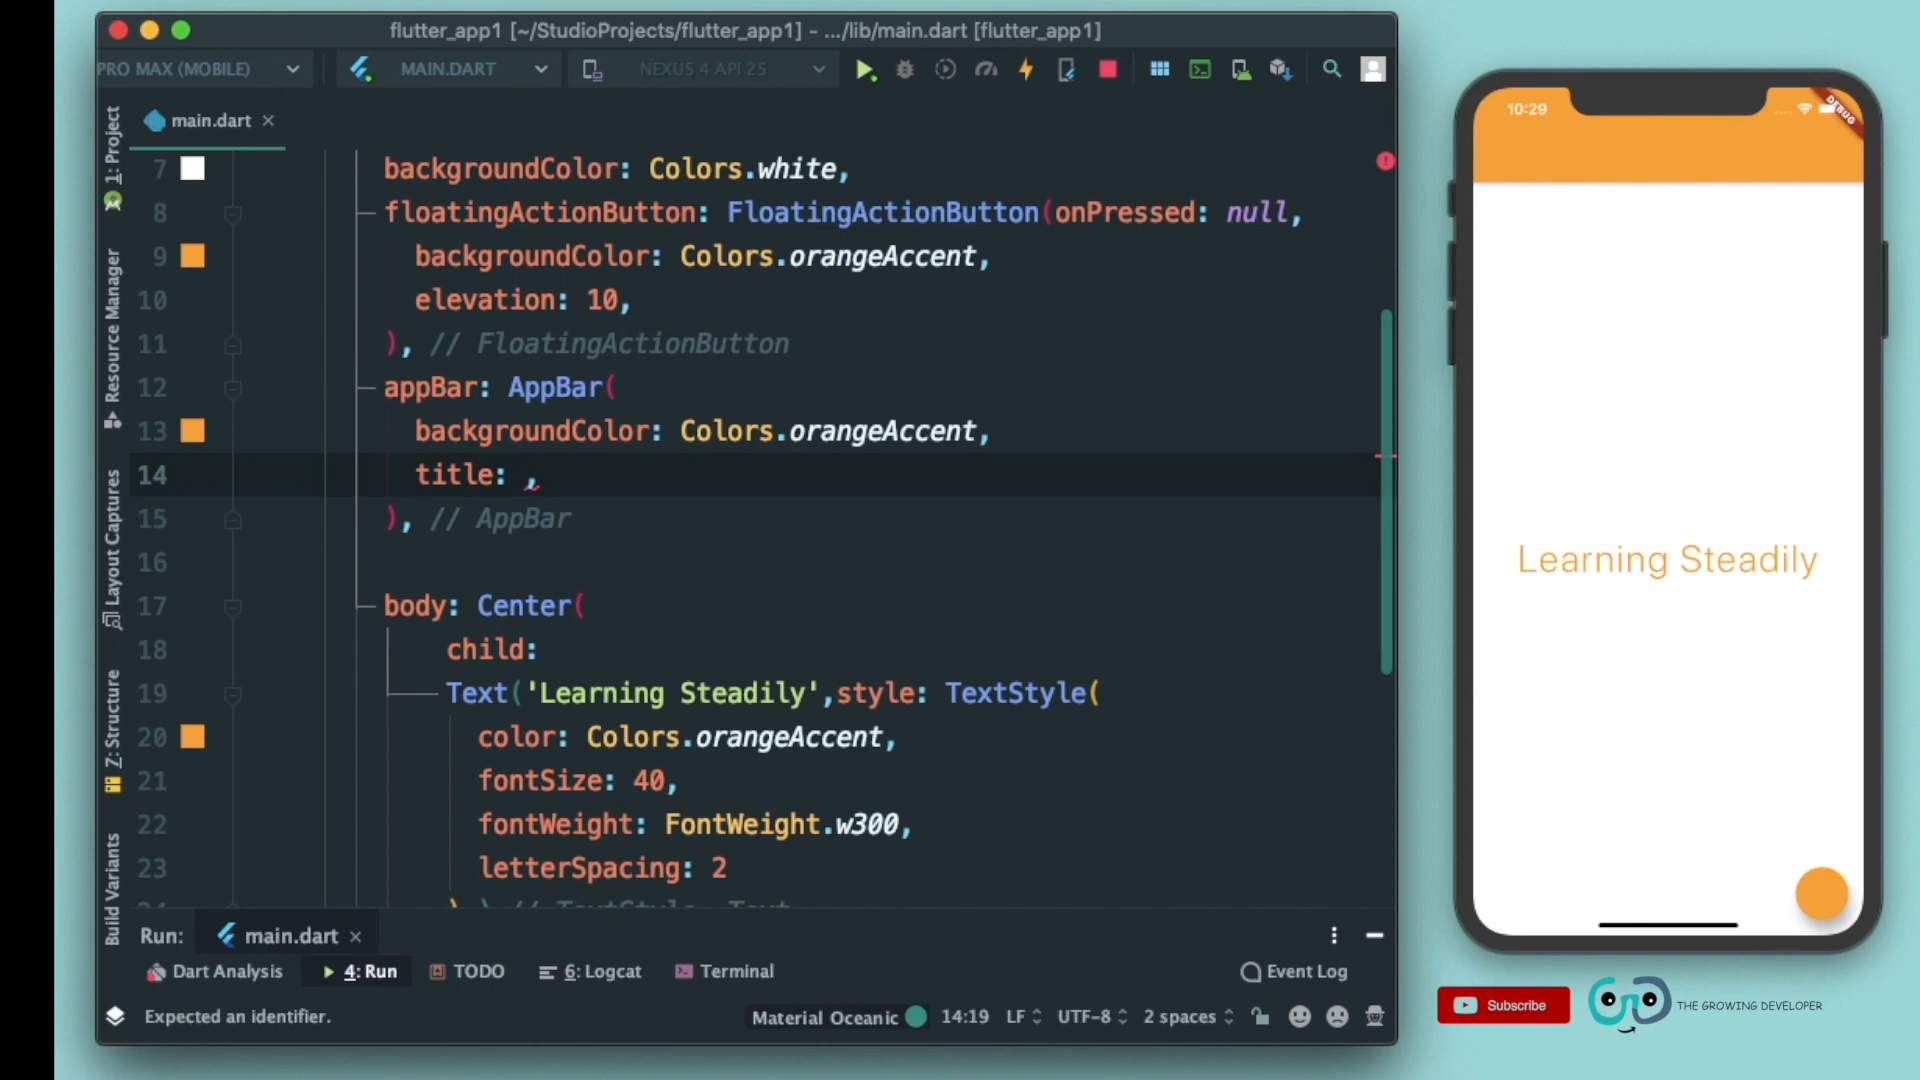 flutter_app1 [~/StudioProjects/flutter_app1] - .../lib/main.dart [flutter_app1]
PRO MAX (MOBILE)
MAIN.DART
NEXUS 4 API 25
main.dart
1: Project
Resource Manager
Layout Captures
Z: Structure
Build Variants
7 backgroundColor: Colors.white,
8 floatingActionButton: FloatingActionButton(onPressed: null,
9 backgroundColor: Colors.orangeAccent,
10 elevation: 10,
11 ), // FloatingActionButton
12 appBar: AppBar(
13 backgroundColor: Colors.orangeAccent,
14 title: ,
15 ), // AppBar
16
17 body: Center(
18 child:
19 Text('Learning Steadily',style: TextStyle(
20 color: Colors.orangeAccent,
21 fontSize: 40,
22 fontWeight: FontWeight.w300,
23 letterSpacing: 2
Run: main.dart
Dart Analysis
4: Run
TODO
6: Logcat
Terminal
Event Log
Expected an identifier.
Material Oceanic
14:19
LF
UTF-8
2 spaces
10:29
DEBUG
Learning Steadily
Subscribe
THE GROWING DEVELOPER